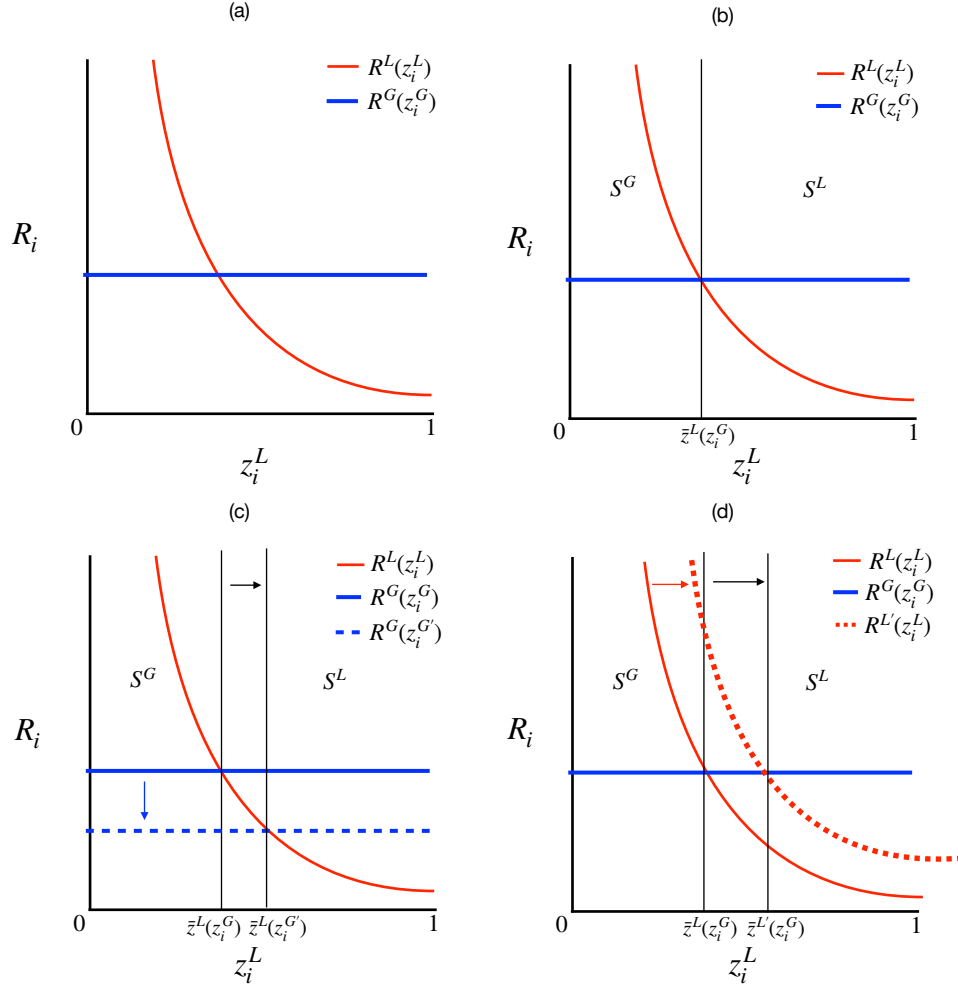 (a)
R^L(z_i^L)
R^G(z_i^G)
R_i
0
1
z_i^L
(b)
R^L(z_i^L)
R^G(z_i^G)
S^G
S^L
R_i
0
z̄^L(z_i^G)
1
z_i^L
(c)
R^L(z_i^L)
R^G(z_i^G)
R^G(z_i^{G'})
S^G
S^L
R_i
0
z̄^L(z_i^G)
z̄^L(z_i^{G'})
1
z_i^L
(d)
R^L(z_i^L)
R^G(z_i^G)
R^{L'}(z_i^L)
S^G
S^L
R_i
0
z̄^L(z_i^G)
z̄^{L'}(z_i^G)
1
z_i^L